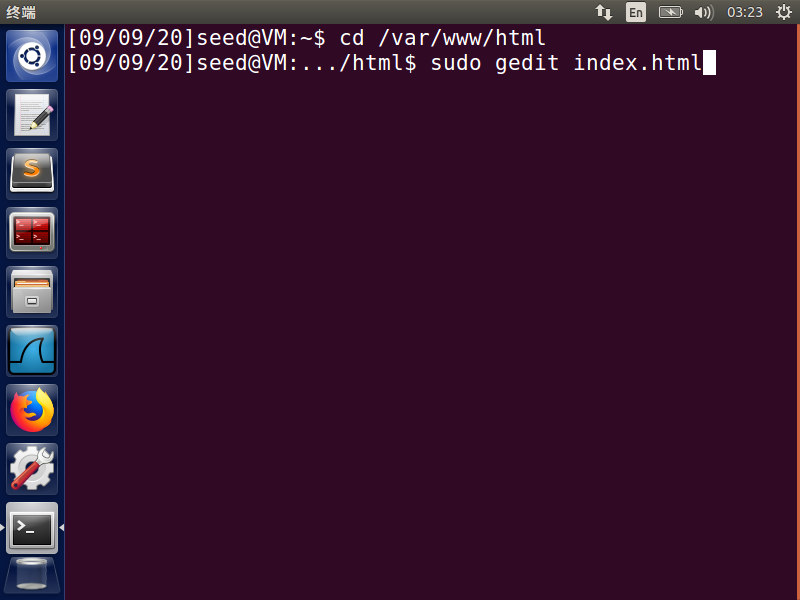 终端
En
03:23
[09/09/20]seed@VM:~$ cd /var/www/html
[09/09/20]seed@VM:.../html$ sudo gedit index.html